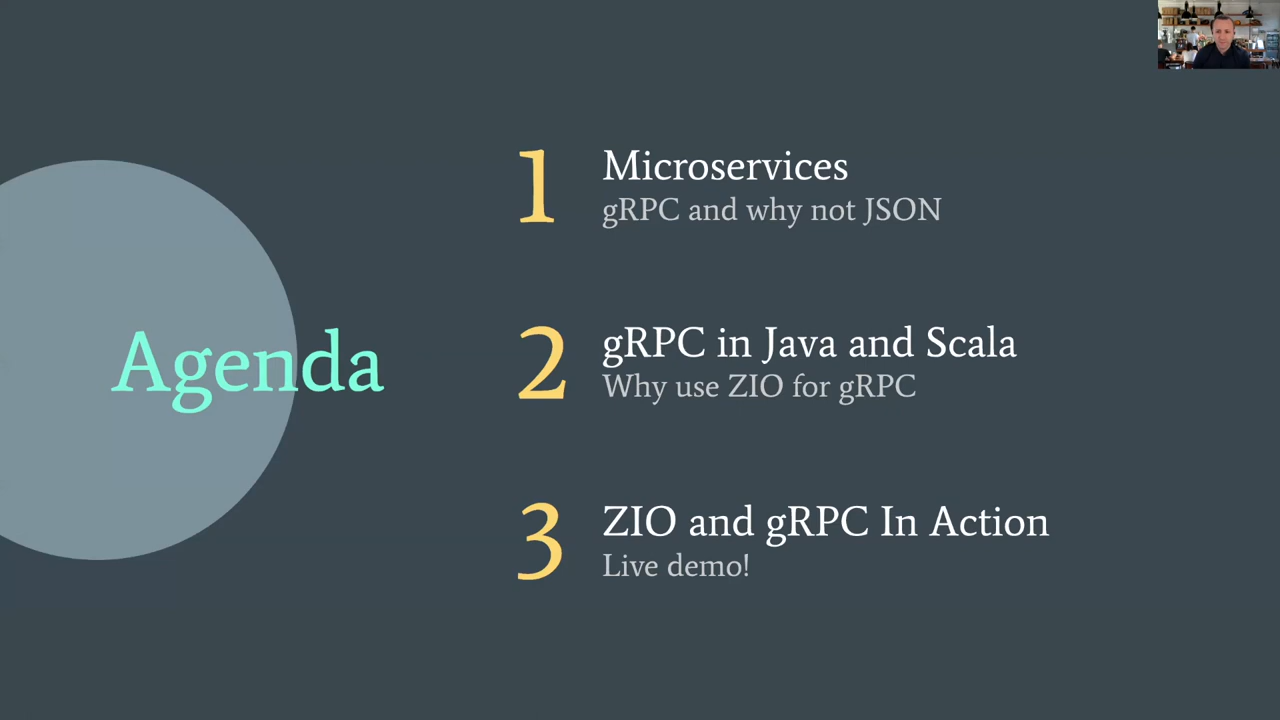 Agenda
1
Microservices
gRPC and why not JSON
2
gRPC in Java and Scala
Why use ZIO for gRPC
3
ZIO and gRPC In Action
Live demo!